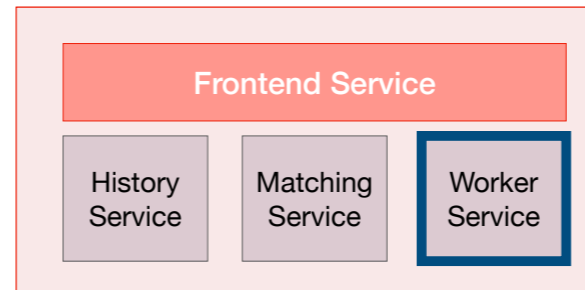 Frontend Service
History
Service
Matching
Service
Worker
Service